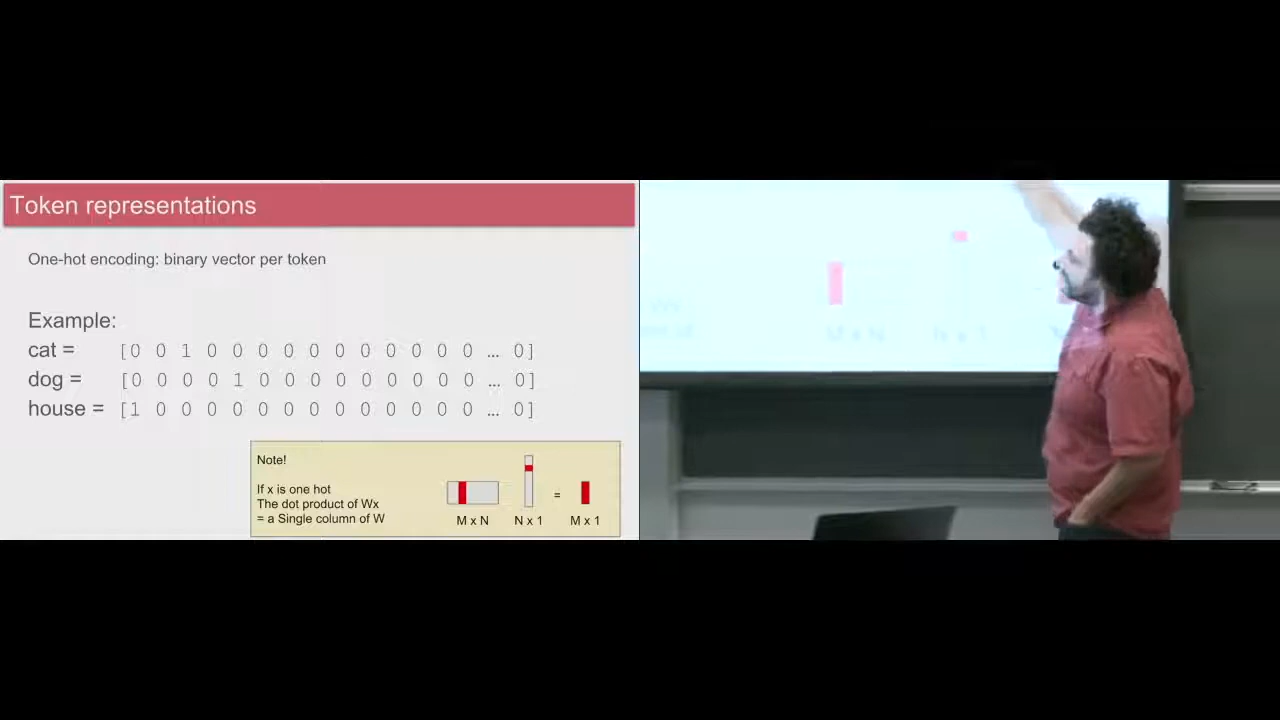 Token representations
One-hot encoding: binary vector per token
Example:
cat = [0 0 1 0 0 0 0 0 0 0 0 0 0 0 … 0]
dog = [0 0 0 0 1 0 0 0 0 0 0 0 0 0 … 0]
house = [1 0 0 0 0 0 0 0 0 0 0 0 0 0 … 0]
Note!
If x is one hot
The dot product of Wx
= a Single column of W
=
M x N N x 1 M x 1
M x N N x 1